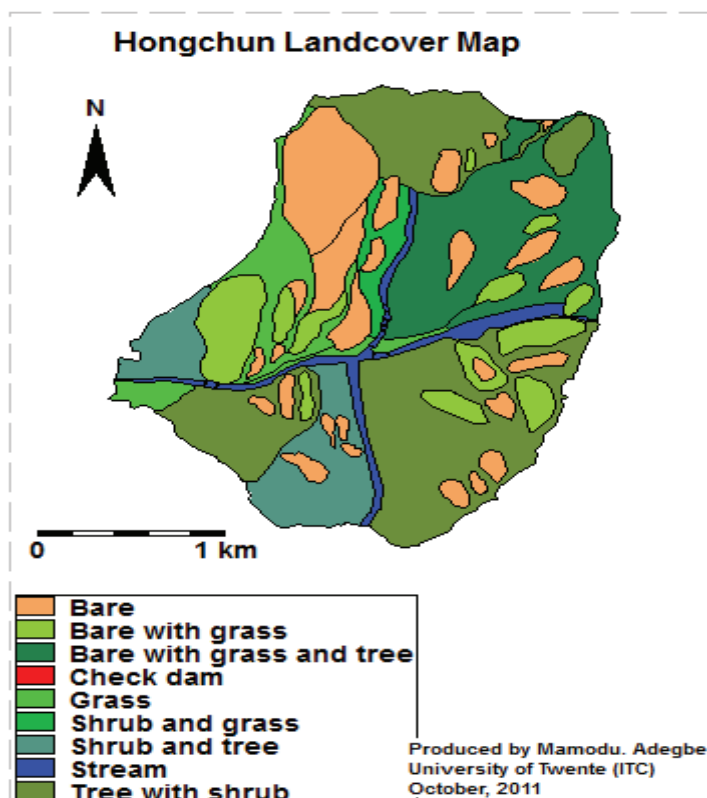 Hongchun Landcover Map
N
0 1 km
Bare
Bare with grass
Bare with grass and tree
Check dam
Grass
Shrub and grass
Shrub and tree
Stream
Tree with shrub
Produced by Mamodu. Adegbe
University of Twente (ITC)
October, 2011